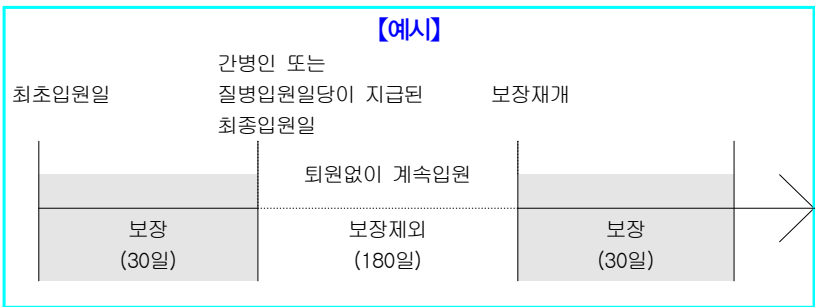 【예시】
간병인 또는
최초입원일 질병입원일당이 지급된 보장재개
최종입원일
퇴원없이 계속입원
보장 보장제외 보장
(30일) (180일) (30일)